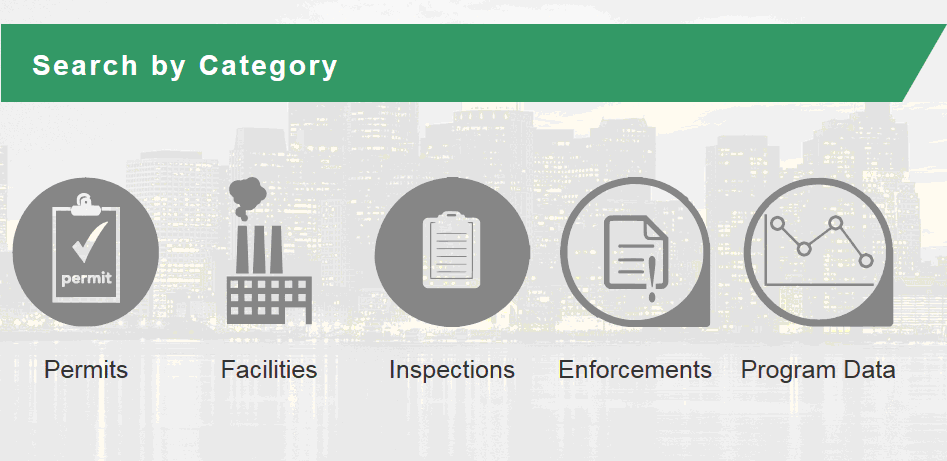 Search by Category
permit
Permits
Facilities
Inspections
Enforcements
Program Data